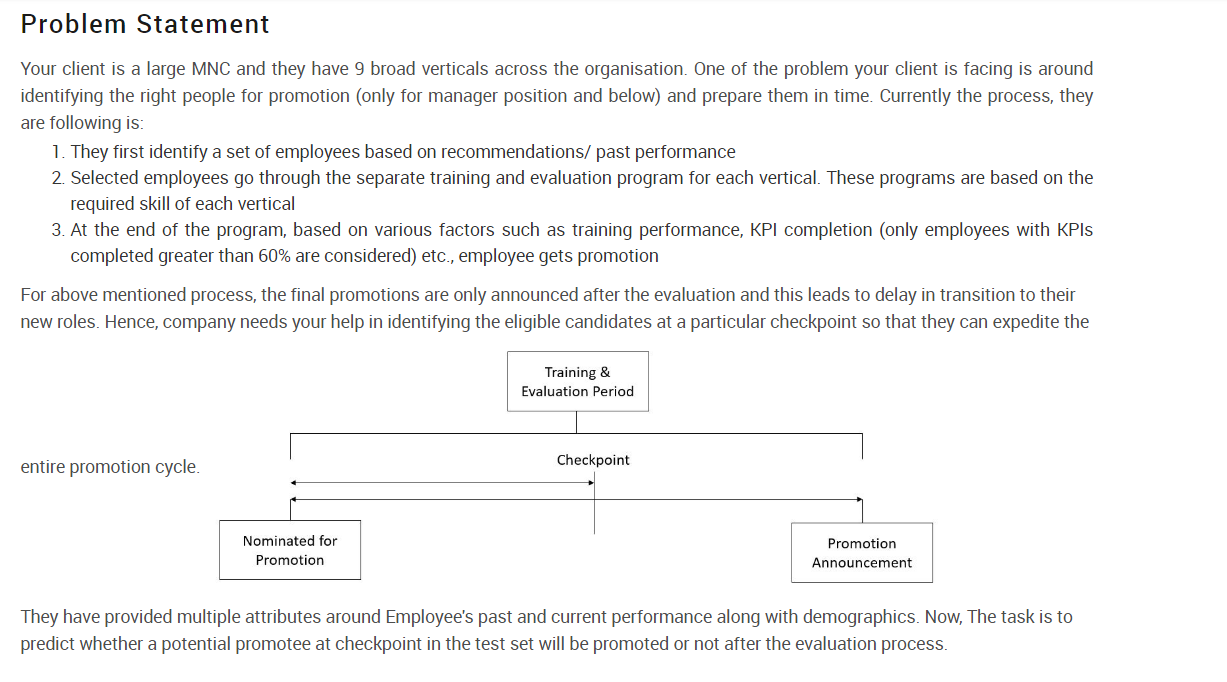 Problem Statement
Your client is a large MNC and they have 9 broad verticals across the organisation. One of the problem your client is facing is around
identifying the right people for promotion (only for manager position and below) and prepare them in time. Currently the process, they
are following is:
1. They first identify a set of employees based on recommendations/ past performance
2. Selected employees go through the separate training and evaluation program for each vertical. These programs are based on the
required skill of each vertical
3. At the end of the program, based on various factors such as training performance, KPI completion (only employees with KPIs
completed greater than 60% are considered) etc., employee gets promotion
For above mentioned process, the final promotions are only announced after the evaluation and this leads to delay in transition to their
new roles. Hence, company needs your help in identifying the eligible candidates at a particular checkpoint so that they can expedite the
Training &
Evaluation Period
Checkpoint
entire promotion cycle.
Nominated for
Promotion
Promotion
Announcement
They have provided multiple attributes around Employee's past and current performance along with demographics. Now, The task is to
predict whether a potential promotee at checkpoint in the test set will be promoted or not after the evaluation process.